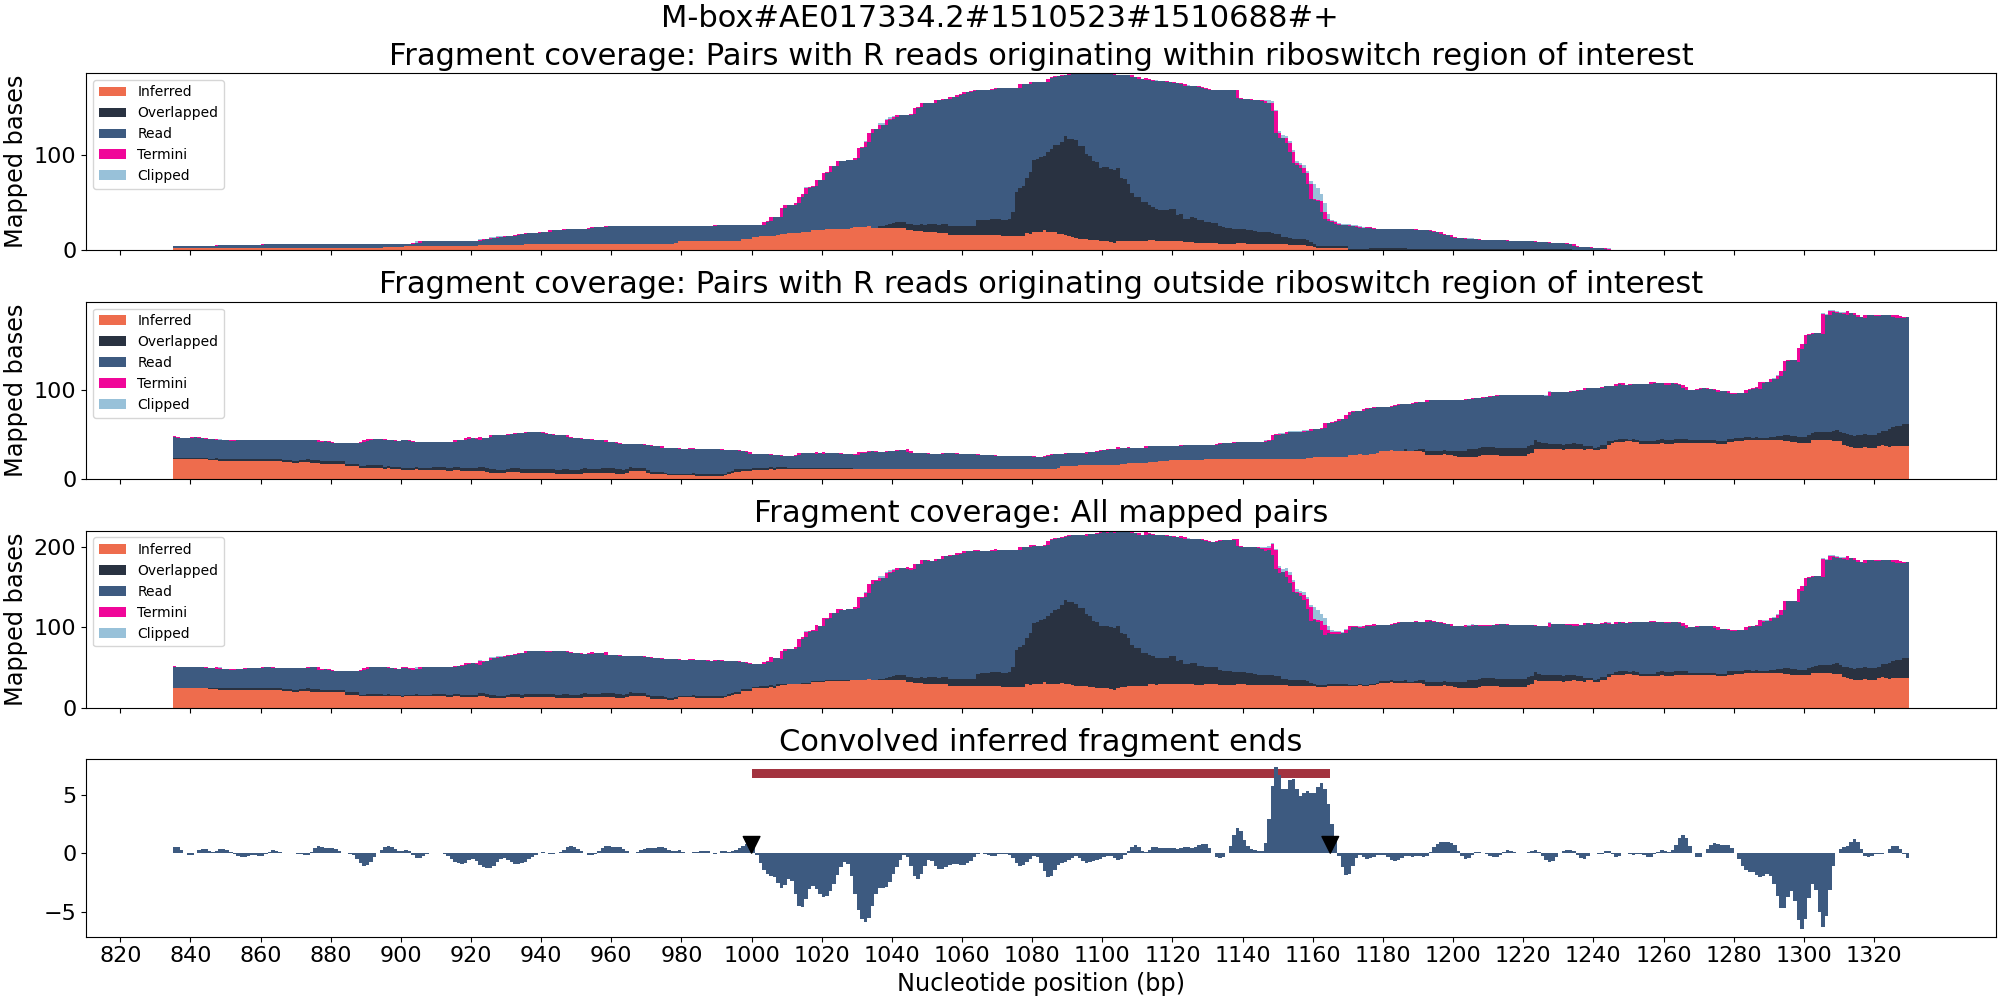 M-box#AE017334.2#1510523#1510688#+
Fragment coverage: Pairs with R reads originating within riboswitch region of interest
Mapped bases
100
0
Inferred
Overlapped
Read
Termini
Clipped
Fragment coverage: Pairs with R reads originating outside riboswitch region of interest
Mapped bases
100
0
Inferred
Overlapped
Read
Termini
Clipped
Fragment coverage: All mapped pairs
Mapped bases
200
100
0
Inferred
Overlapped
Read
Termini
Clipped
Convolved inferred fragment ends
5
0
−5
820 840 860 880 900 920 940 960 980 1000 1020 1040 1060 1080 1100 1120 1140 1160 1180 1200 1220 1240 1260 1280 1300 1320
Nucleotide position (bp)